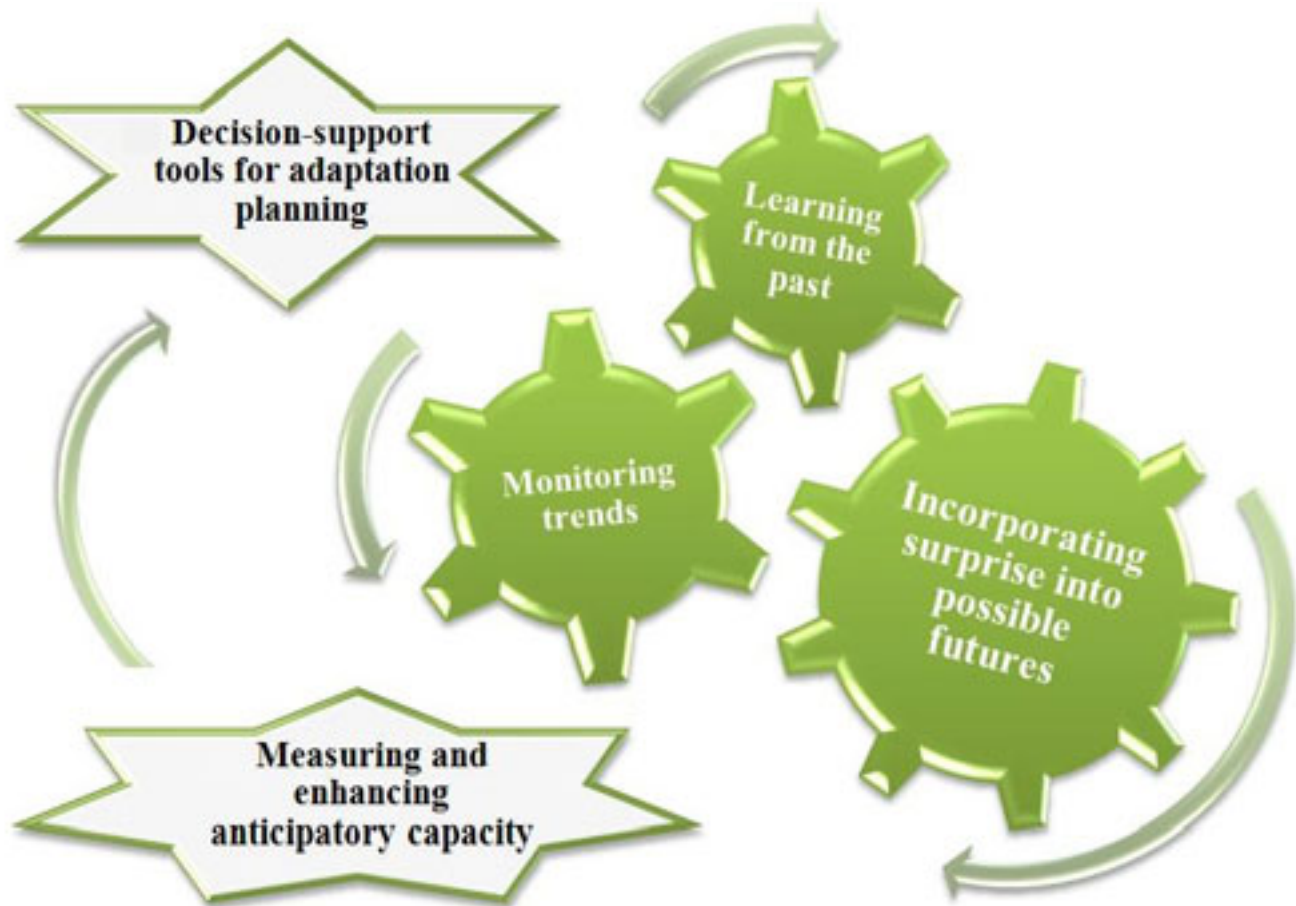 Decision-support
tools for adaptation
planning
Learning
from the
past
Monitoring
trends
Incorporating
surprise into
possible
futures
Measuring and
enhancing
anticipatory capacity